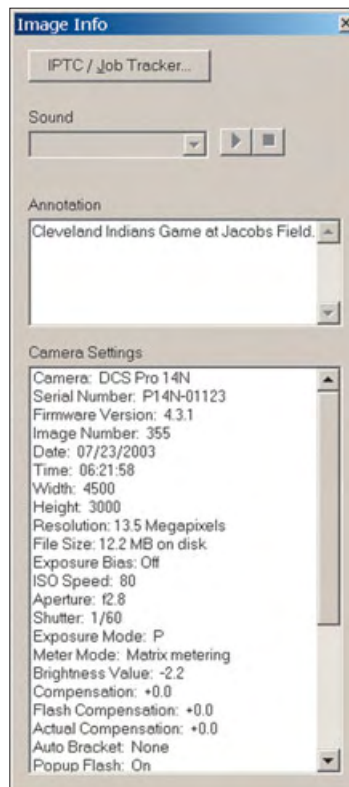 Image Info
IPTC / Job Tracker...
Sound
Annotation
Cleveland Indians Game at Jacobs Field.
Camera Settings
Camera: DCS Pro 14N
Serial Number: P14N-01123
Firmware Version: 4.3.1
Image Number: 355
Date: 07/23/2003
Time: 06:21:58
Width: 4500
Height: 3000
Resolution: 13.5 Megapixels
File Size: 12.2 MB on disk
Exposure Bias: Off
ISO Speed: 80
Aperture: f2.8
Shutter: 1/60
Exposure Mode: P
Meter Mode: Matrix metering
Brightness Value: -2.2
Compensation: +0.0
Flash Compensation: +0.0
Actual Compensation: +0.0
Auto Bracket: None
Popup Flash: On